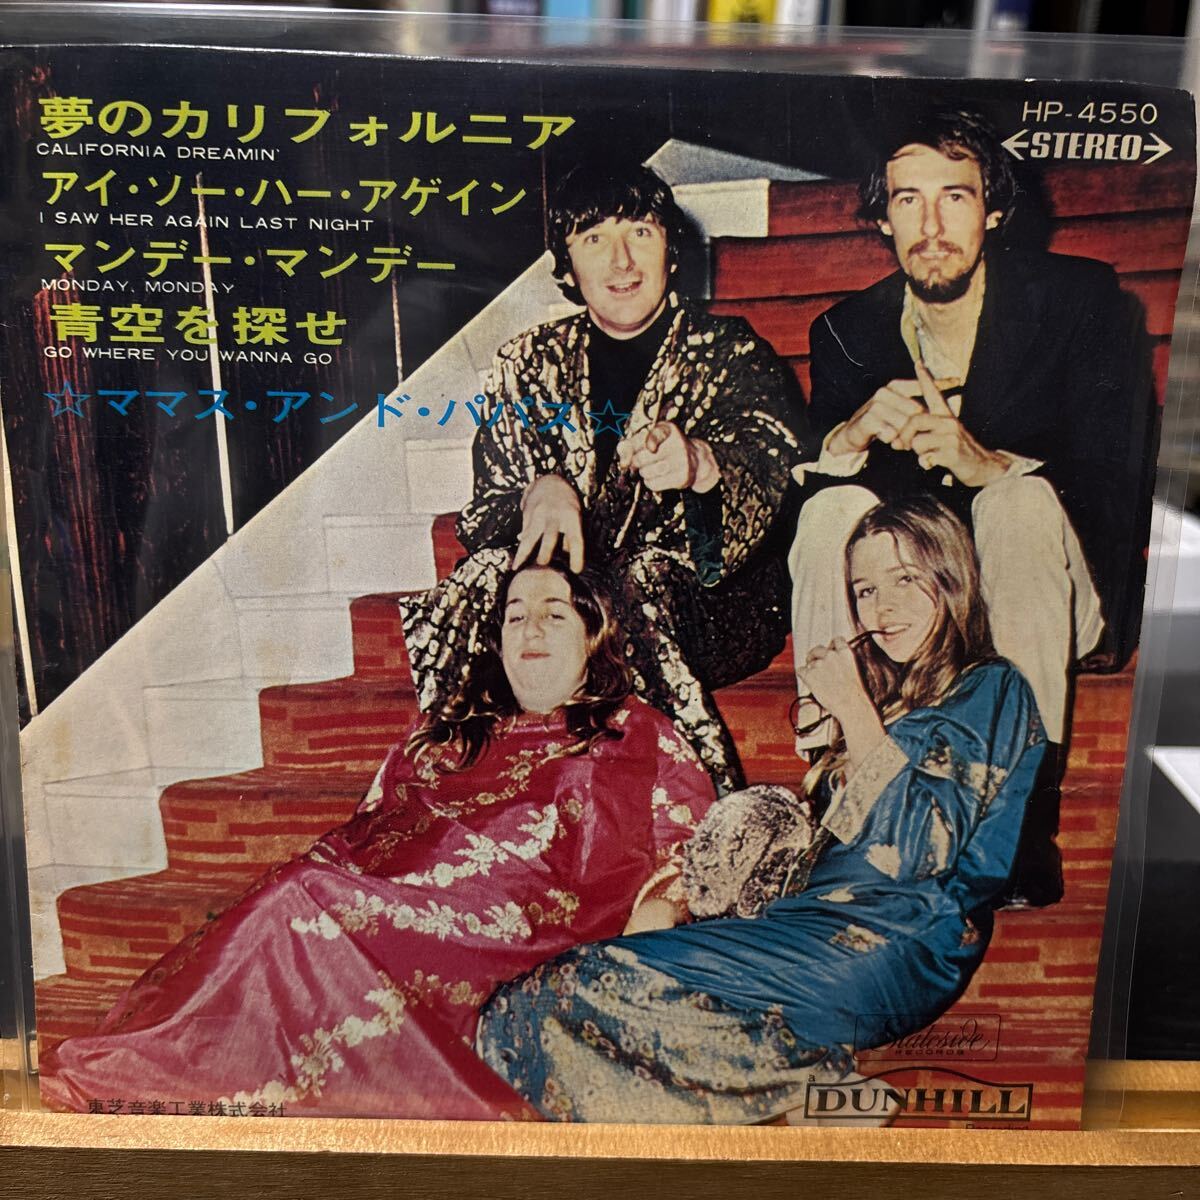 夢のカリフォルニア
CALIFORNIA DREAMIN'
アイ・ソー・ハー・アゲイン
I SAW HER AGAIN LAST NIGHT
マンデー・マンデー
MONDAY, MONDAY
青空を探せ
GO WHERE YOU WANNA GO
☆ママス・アンド・パパス☆
HP-4550
STEREO
Stateside
RECORDS
a
DUNHILL
東芝音楽工業株式会社